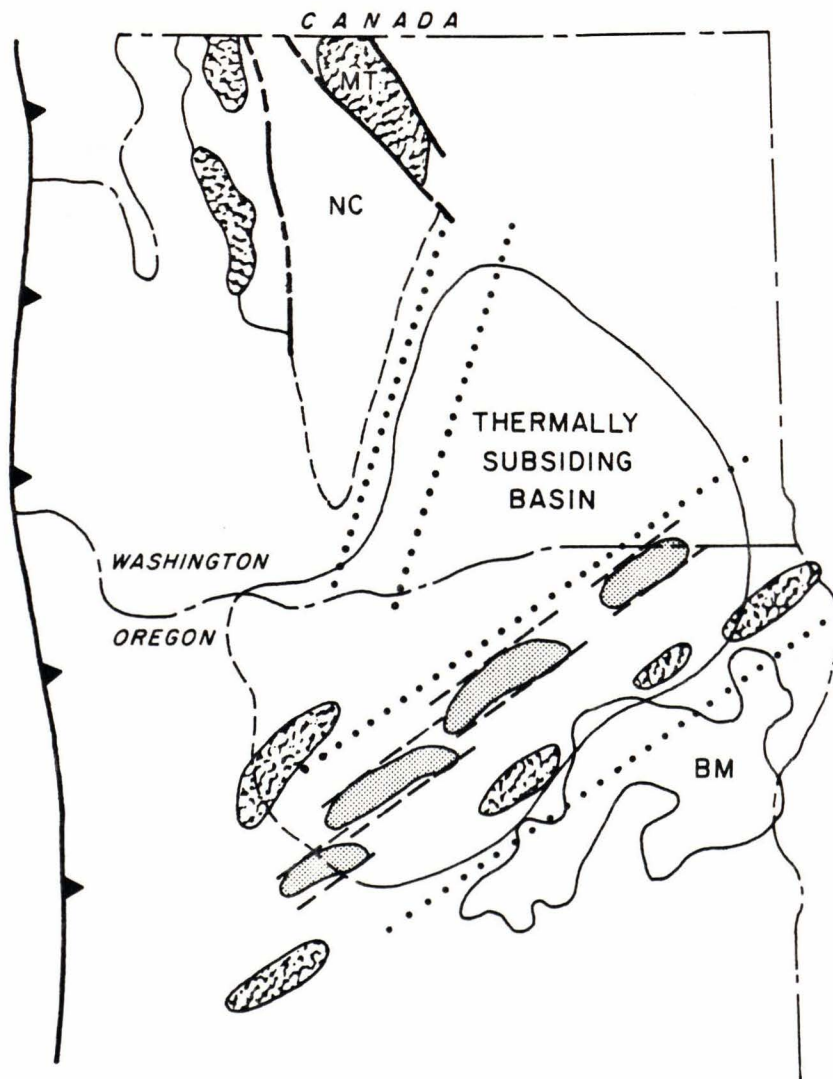 CANADA
MT
NC
THERMALLY
SUBSIDING
BASIN
WASHINGTON
OREGON
BM